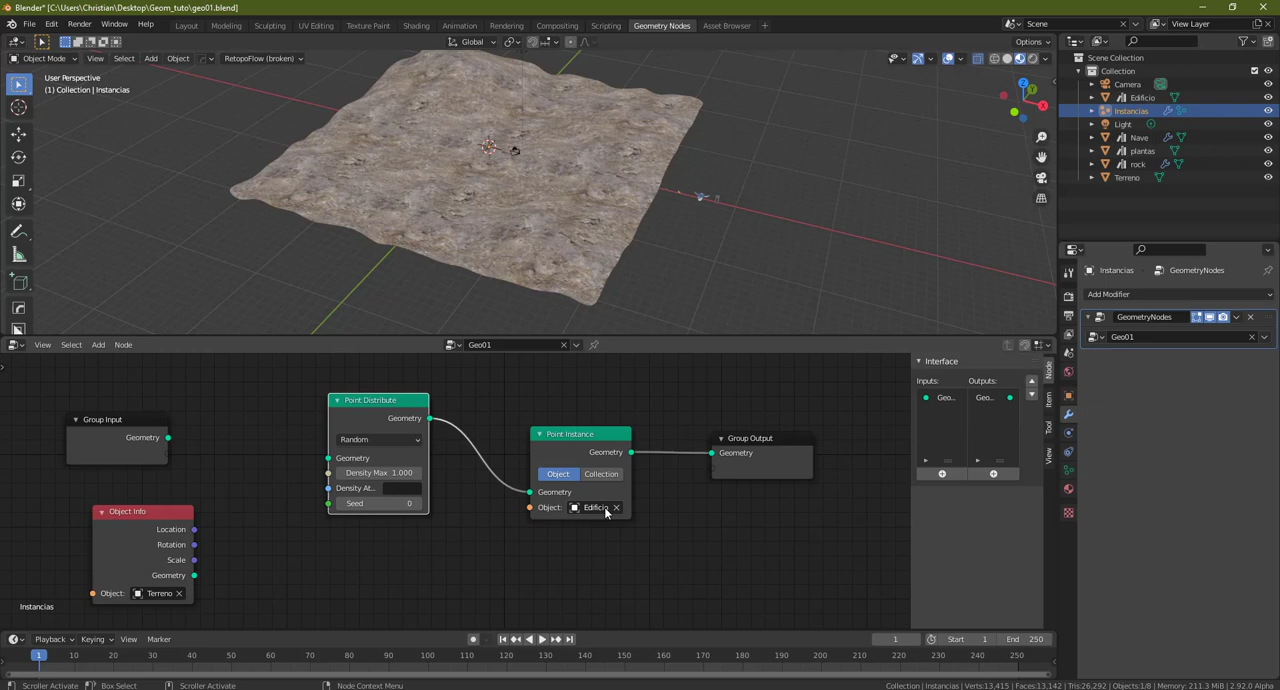 Blender* [C:\Users\Christian\Desktop\Geom_tuto\geo01.blend]
File Edit Render Window Help Layout Modeling Sculpting UV Editing Texture Paint Shading Animation Rendering Compositing Scripting Geometry Nodes Asset Browser + Scene View Layer
Global Options
Object Mode View Select Add Object RetopoFlow (broken)
User Perspective
(1) Collection | Instancias
X
Y
Z
Scene Collection
Collection
Camera
Edificio
Instancias
Light
Nave
plantas
rock
Terreno
Instancias GeometryNodes
Add Modifier
GeometryNodes
Geo01
View Select Add Node Geo01
Group Input
Geometry
Object Info
Location
Rotation
Scale
Geometry
Object: Terreno
Point Distribute
Geometry
Random
Geometry
Density Max 1.000
Density At...
Seed 0
Point Instance
Geometry
Object Collection
Geometry
Object: Edificio
Group Output
Geometry
Interface
Inputs: Outputs:
Geo... Geo...
Node
Item
Tool
View
Instancias
Playback Keying View Marker 1 Start 1 End 250
1 10 20 30 40 50 60 70 80 90 100 110 120 130 140 150 160 170 180 190 200 210 220 230 240 250
Scroller Activate Box Select Scroller Activate Node Context Menu Collection | Instancias | Verts:13,415 | Faces:13,142 | Tris:26,292 | Objects:1/8 | Memory: 211.3 MiB | 2.92.0 Alpha